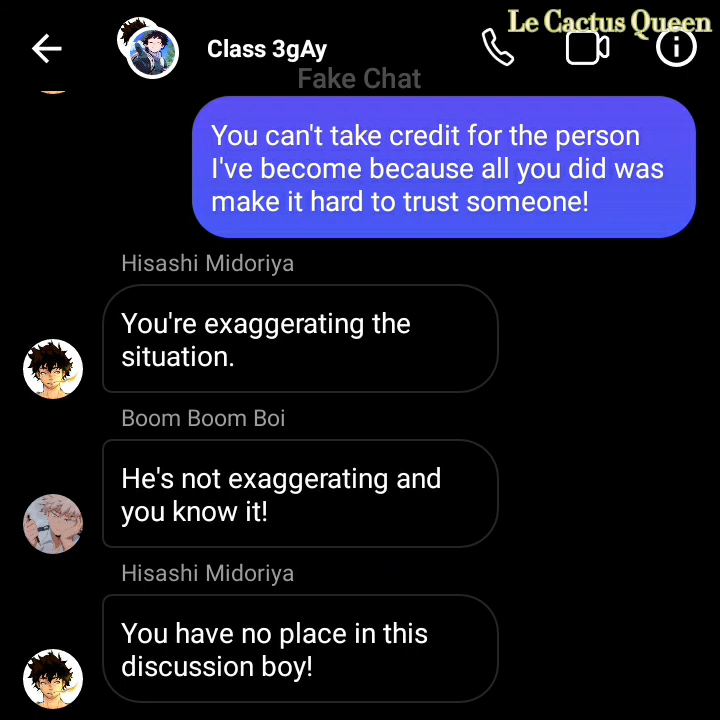 Le Cactus Queen
Class 3gAy
Fake Chat
You can't take credit for the person
I've become because all you did was
make it hard to trust someone!
Hisashi Midoriya
You're exaggerating the
situation.
Boom Boom Boi
He's not exaggerating and
you know it!
Hisashi Midoriya
You have no place in this
discussion boy!